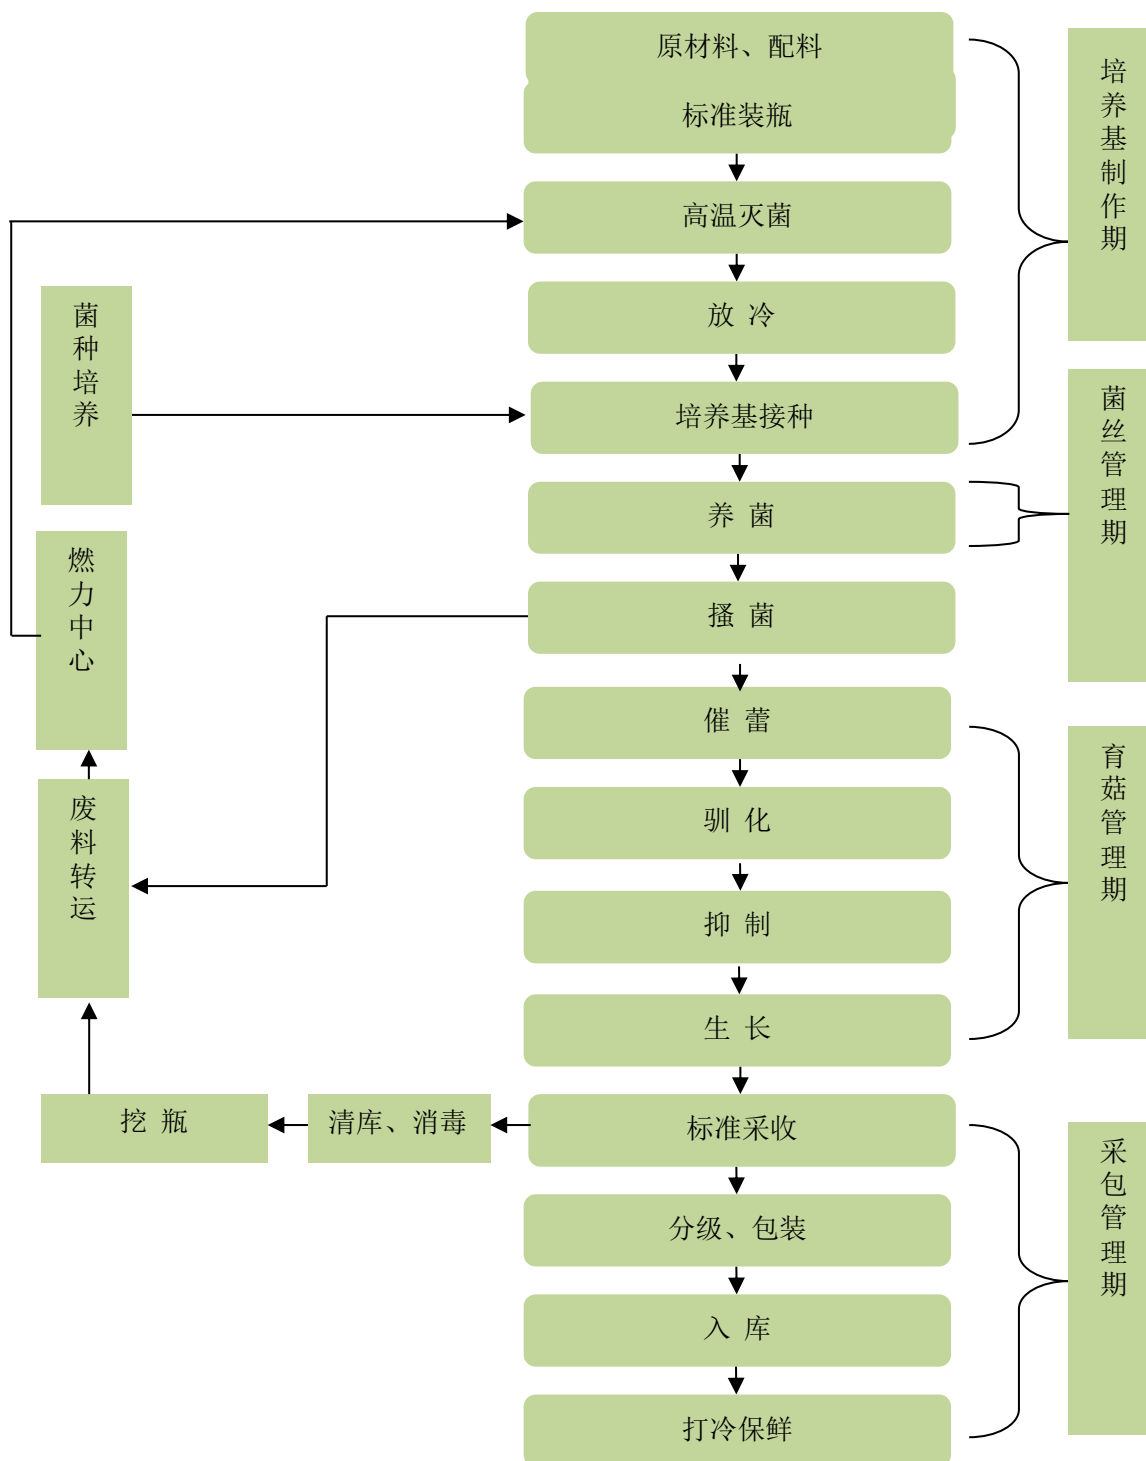 原材料、配料
标准装瓶
高温灭菌
放 冷
培养基接种
养 菌
搔 菌
催 蕾
驯 化
抑 制
生 长
标准采收
分级、包装
入 库
打冷保鲜
菌种培养
燃力中心
废料转运
挖 瓶
清库、消毒
培养基制作期
菌丝管理期
育菇管理期
采包管理期